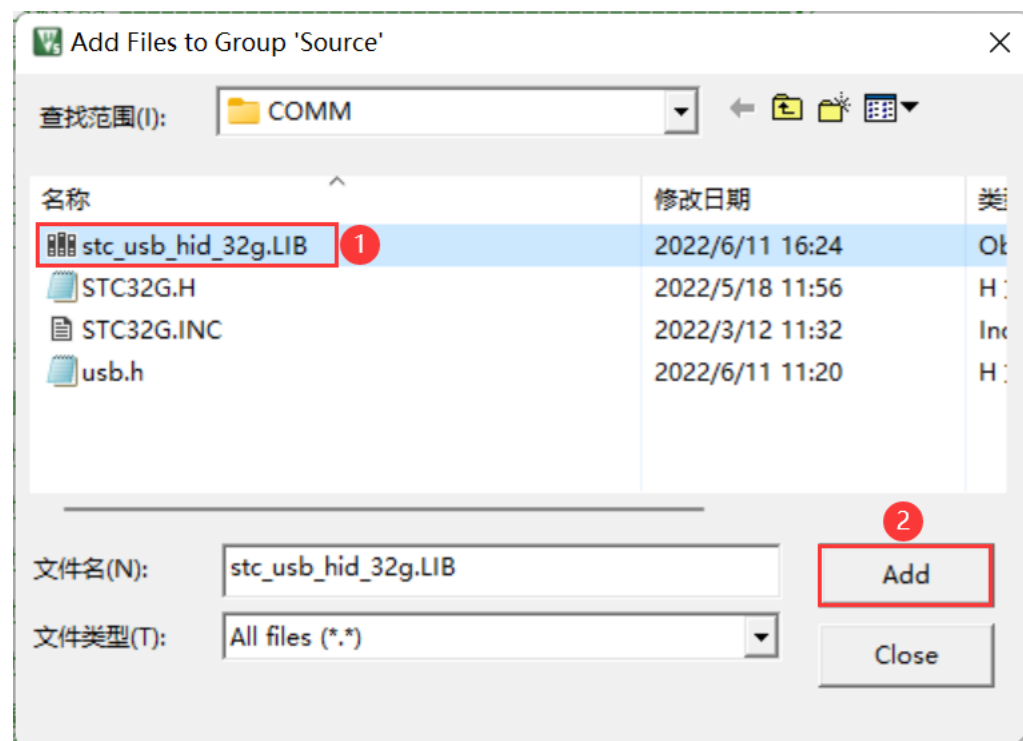 Add Files to Group 'Source'
查找范围(I):
COMM
名称
修改日期
stc_usb_hid_32g.LIB
1
2022/6/11 16:24
STC32G.H
2022/5/18 11:56
H
STC32G.INC
2022/3/12 11:32
usb.h
2022/6/11 11:20
H
2
文件名(N):
stc_usb_hid_32g.LIB
Add
文件类型(T):
All files (*.*)
Close